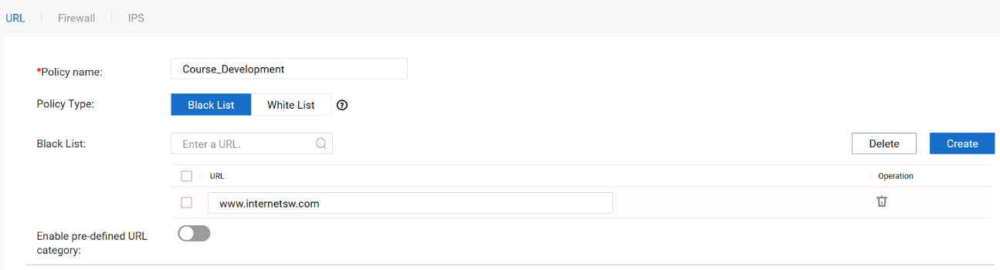 URL Firewall IPS
*Policy name: Course_Development
Policy Type: Black List White List ?
Black List: Enter a URL. Delete Create
URL Operation
www.internetsw.com
Enable pre-defined URL
category: